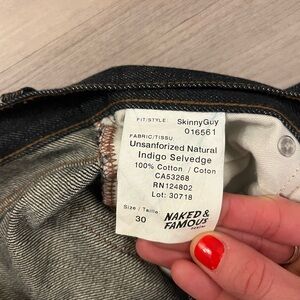 FIT/STYLE: SkinnyGuy
016561
FABRIC/TISSU
Unsanforized Natural
Indigo Selvedge
100% Cotton / Coton
CA53268
RN124802
Lot: 30718
Size / Taille
30
NAKED &
FAMOUS
DENIM